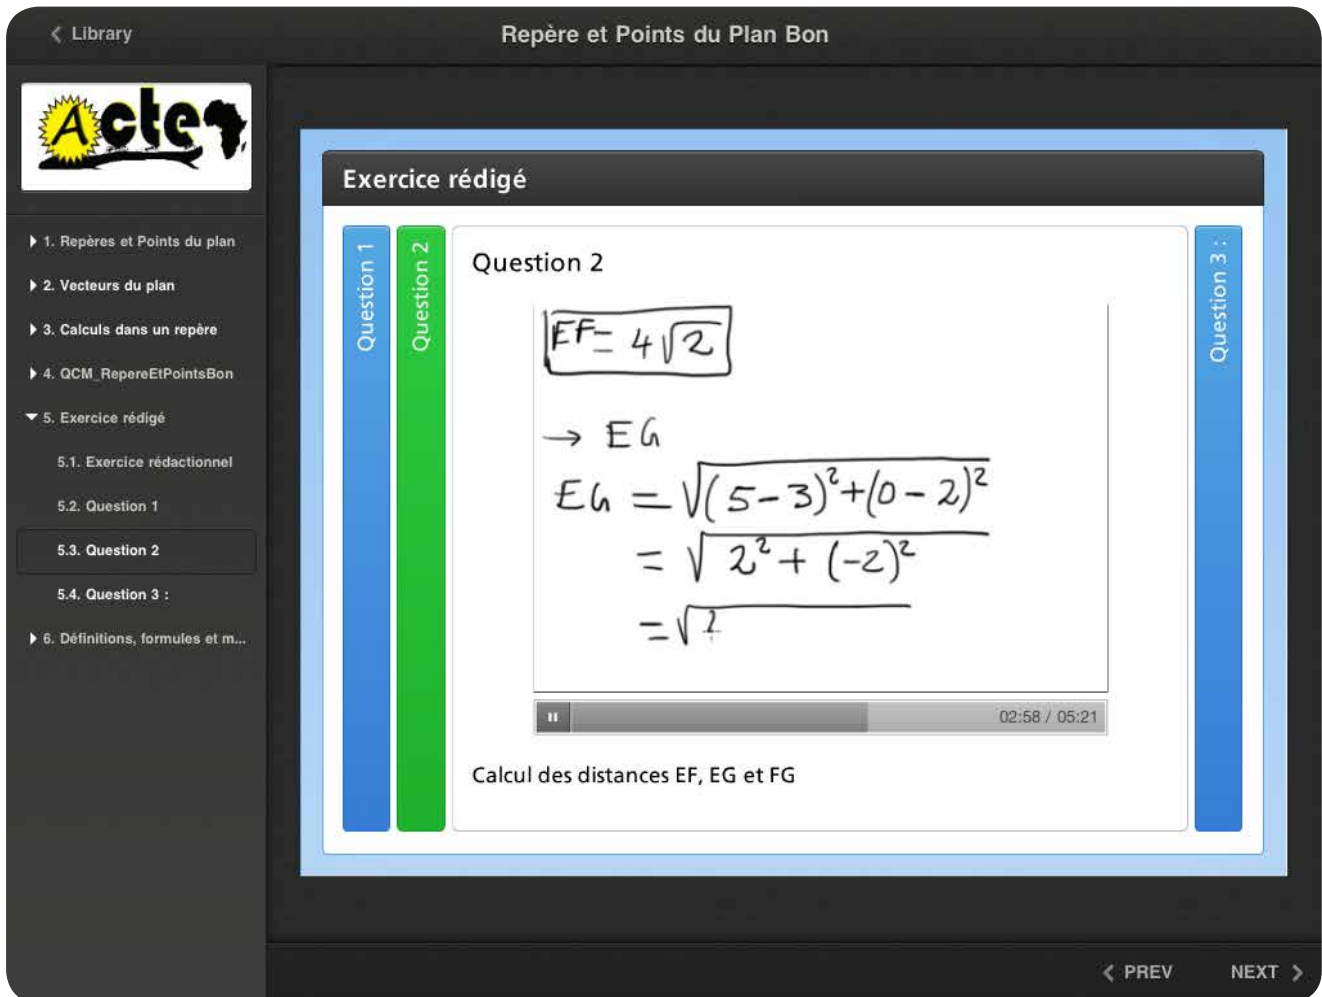 Library
Repère et Points du Plan Bon
Acte
1. Repères et Points du plan
2. Vecteurs du plan
3. Calculs dans un repère
4. QCM_RepereEtPointsBon
5. Exercice rédigé
5.1. Exercice rédactionnel
5.2. Question 1
5.3. Question 2
5.4. Question 3 :
6. Définitions, formules et m...
Exercice rédigé
Question 1
Question 2
Question 2
EF = 4√2
→ EG
EG = √(5-3)²+(0-2)²
= √2²+(-2)²
= √2
02:58 / 05:21
Calcul des distances EF, EG et FG
Question 3 :
PREV
NEXT